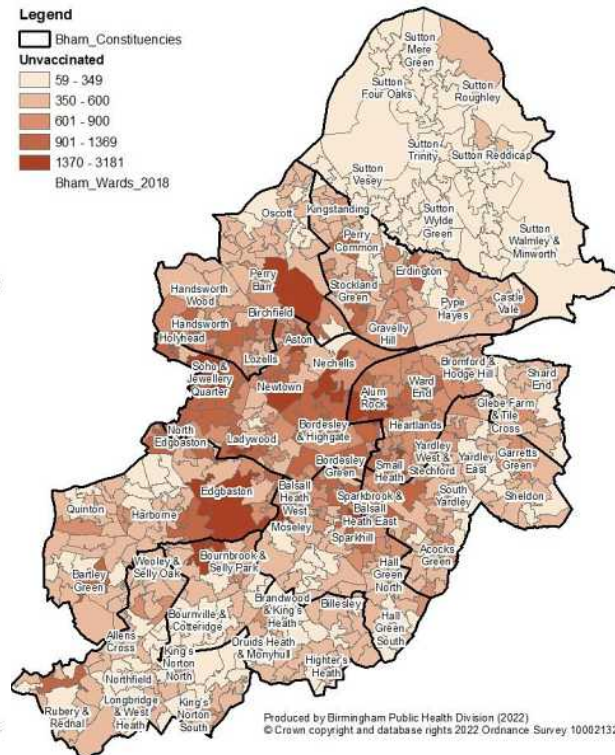 Legend
Bham_Constituencies
Unvaccinated
59 - 349
350 - 600
601 - 900
901 - 1369
1370 - 3181
Bham_Wards_2018
Sutton
Mere
Green
Sutton
Four Oaks
Sutton
Roughley
Sutton
Trinity
Sutton Reddicap
Sutton
Vesey
Sutton
Wylde
Green
Sutton
Walmley &
Minworth
Oscott
Kingstanding
Perry
Common
Erdington
Perry
Barr
Stockland
Green
Handsworth
Wood
Pype
Hayes
Castle
Vale
Birchfield
Handsworth
Holyhead
Aston
Gravelly
Hill
Lozells
Nechells
Bromford &
Hodge Hill
Shard
End
Soho &
Jewellery
Quarter
Newtown
Alum
Rock
Ward
End
Glebe Farm
& Tile
Cross
North
Edgbaston
Ladywood
Bordesley
& Highgate
Heartlands
Bordesley
Green
Small
Heath
Yardley
West &
Stechford
Yardley
East
Garretts
Green
Edgbaston
Balsall
Heath
West
Sparkbrook &
Balsall
Heath East
South
Yardley
Sheldon
Quinton
Harborne
Moseley
Sparkhill
Acocks
Green
Bournbrook &
Selly Park
Weoley &
Selly Oak
Bartley
Green
Hall
Green
North
Brandwood
& King's
Heath
Billesley
Bournville &
Cotteridge
Hall
Green
South
Allens
Cross
King's
Norton
North
Druids Heath
& Monyhull
Highter's
Heath
Northfield
Longbridge
& West
Heath
King's
Norton
South
Rubery &
Rednal
Produced by Birmingham Public Health Division (2022)
© Crown copyright and database rights 2022 Ordnance Survey 1000213